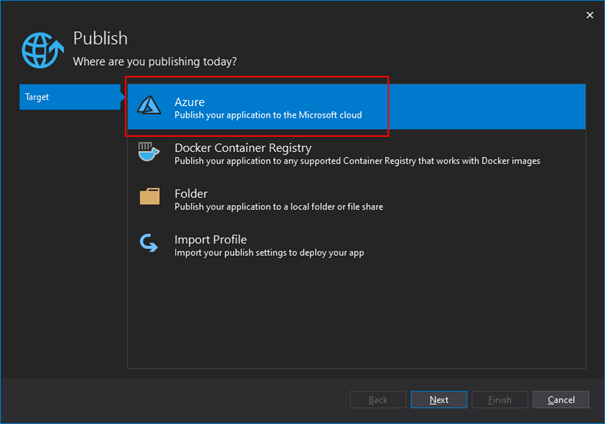 Publish
Where are you publishing today?
Target
Azure
Publish your application to the Microsoft cloud
Docker Container Registry
Publish your application to any supported Container Registry that works with Docker images
Folder
Publish your application to a local folder or file share
Import Profile
Import your publish settings to deploy your app
Back
Next
Finish
Cancel